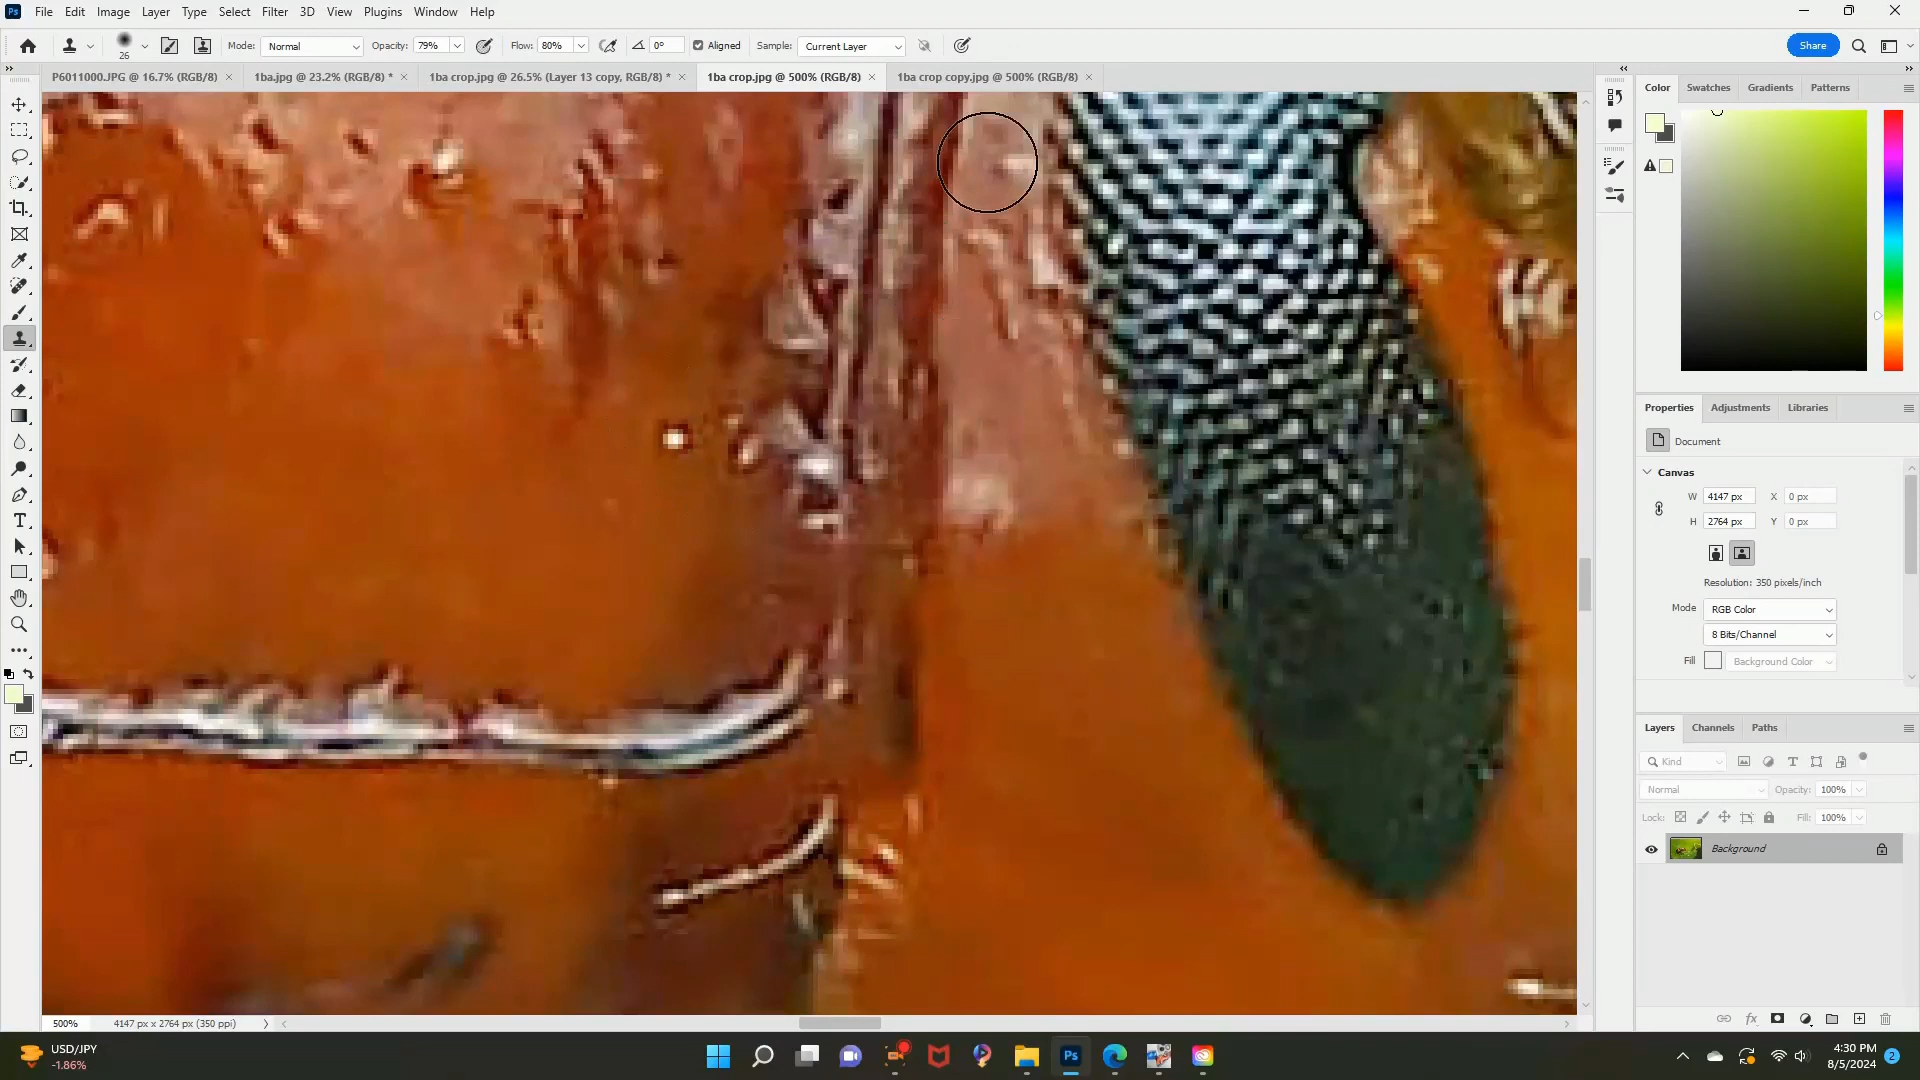 Ps File Edit Image Layer Type Select Filter 3D View Plugins Window Help
26 Mode: Normal Opacity: 79% Flow: 80% 0° Aligned Sample: Current Layer Share
P6011000.JPG @ 16.7% (RGB/8) 1ba.jpg @ 23.2% (RGB/8) * 1ba crop.jpg @ 26.5% (Layer 13 copy, RGB/8) * 1ba crop.jpg @ 500% (RGB/8) 1ba crop copy.jpg @ 500% (RGB/8)
Color Swatches Gradients Patterns
Properties Adjustments Libraries
Document
Canvas
W 4147 px X 0 px
H 2764 px Y 0 px
Resolution: 350 pixels/inch
Mode RGB Color
8 Bits/Channel
Fill Background Color
Layers Channels Paths
Kind
Normal Opacity: 100%
Lock: Fill: 100%
Background
fx
500% 4147 px x 2764 px (350 ppi)
USD/JPY
-1.86%
Ps
4:30 PM
8/5/2024
2